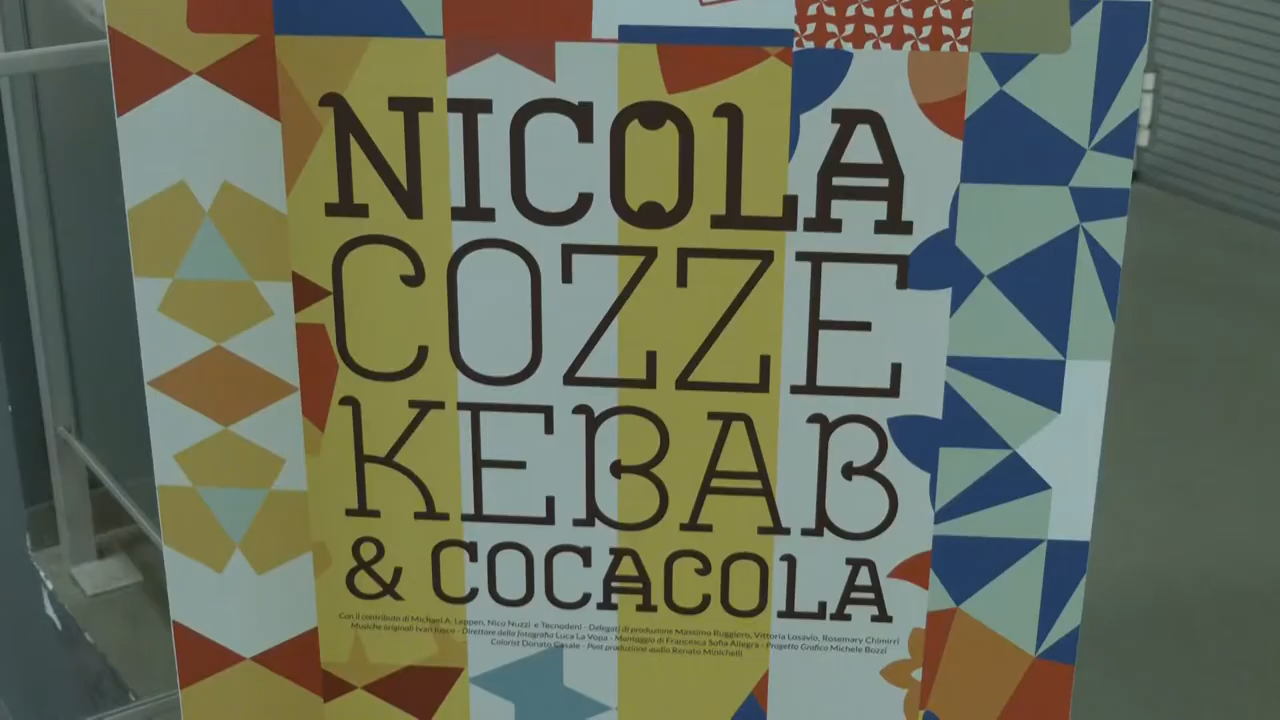 NICOLA
COZZE
KEBAB
& COCACOLA
Con il contributo di Michael A. Leppen, Nico Nuzzi e Tecnodeni - Delegati di produzione Massimo Ruggiero, Vittoria Losavio, Rosemary Chimirri
Musiche originali Ivan Iusco - Direttore della fotografia Luca La Vopa - Montaggio di Francesca Sofia Allegra - Progetto Grafico Michele Bozzi
Colorist Donato Casale - Post produzione audio Renato Minichelli